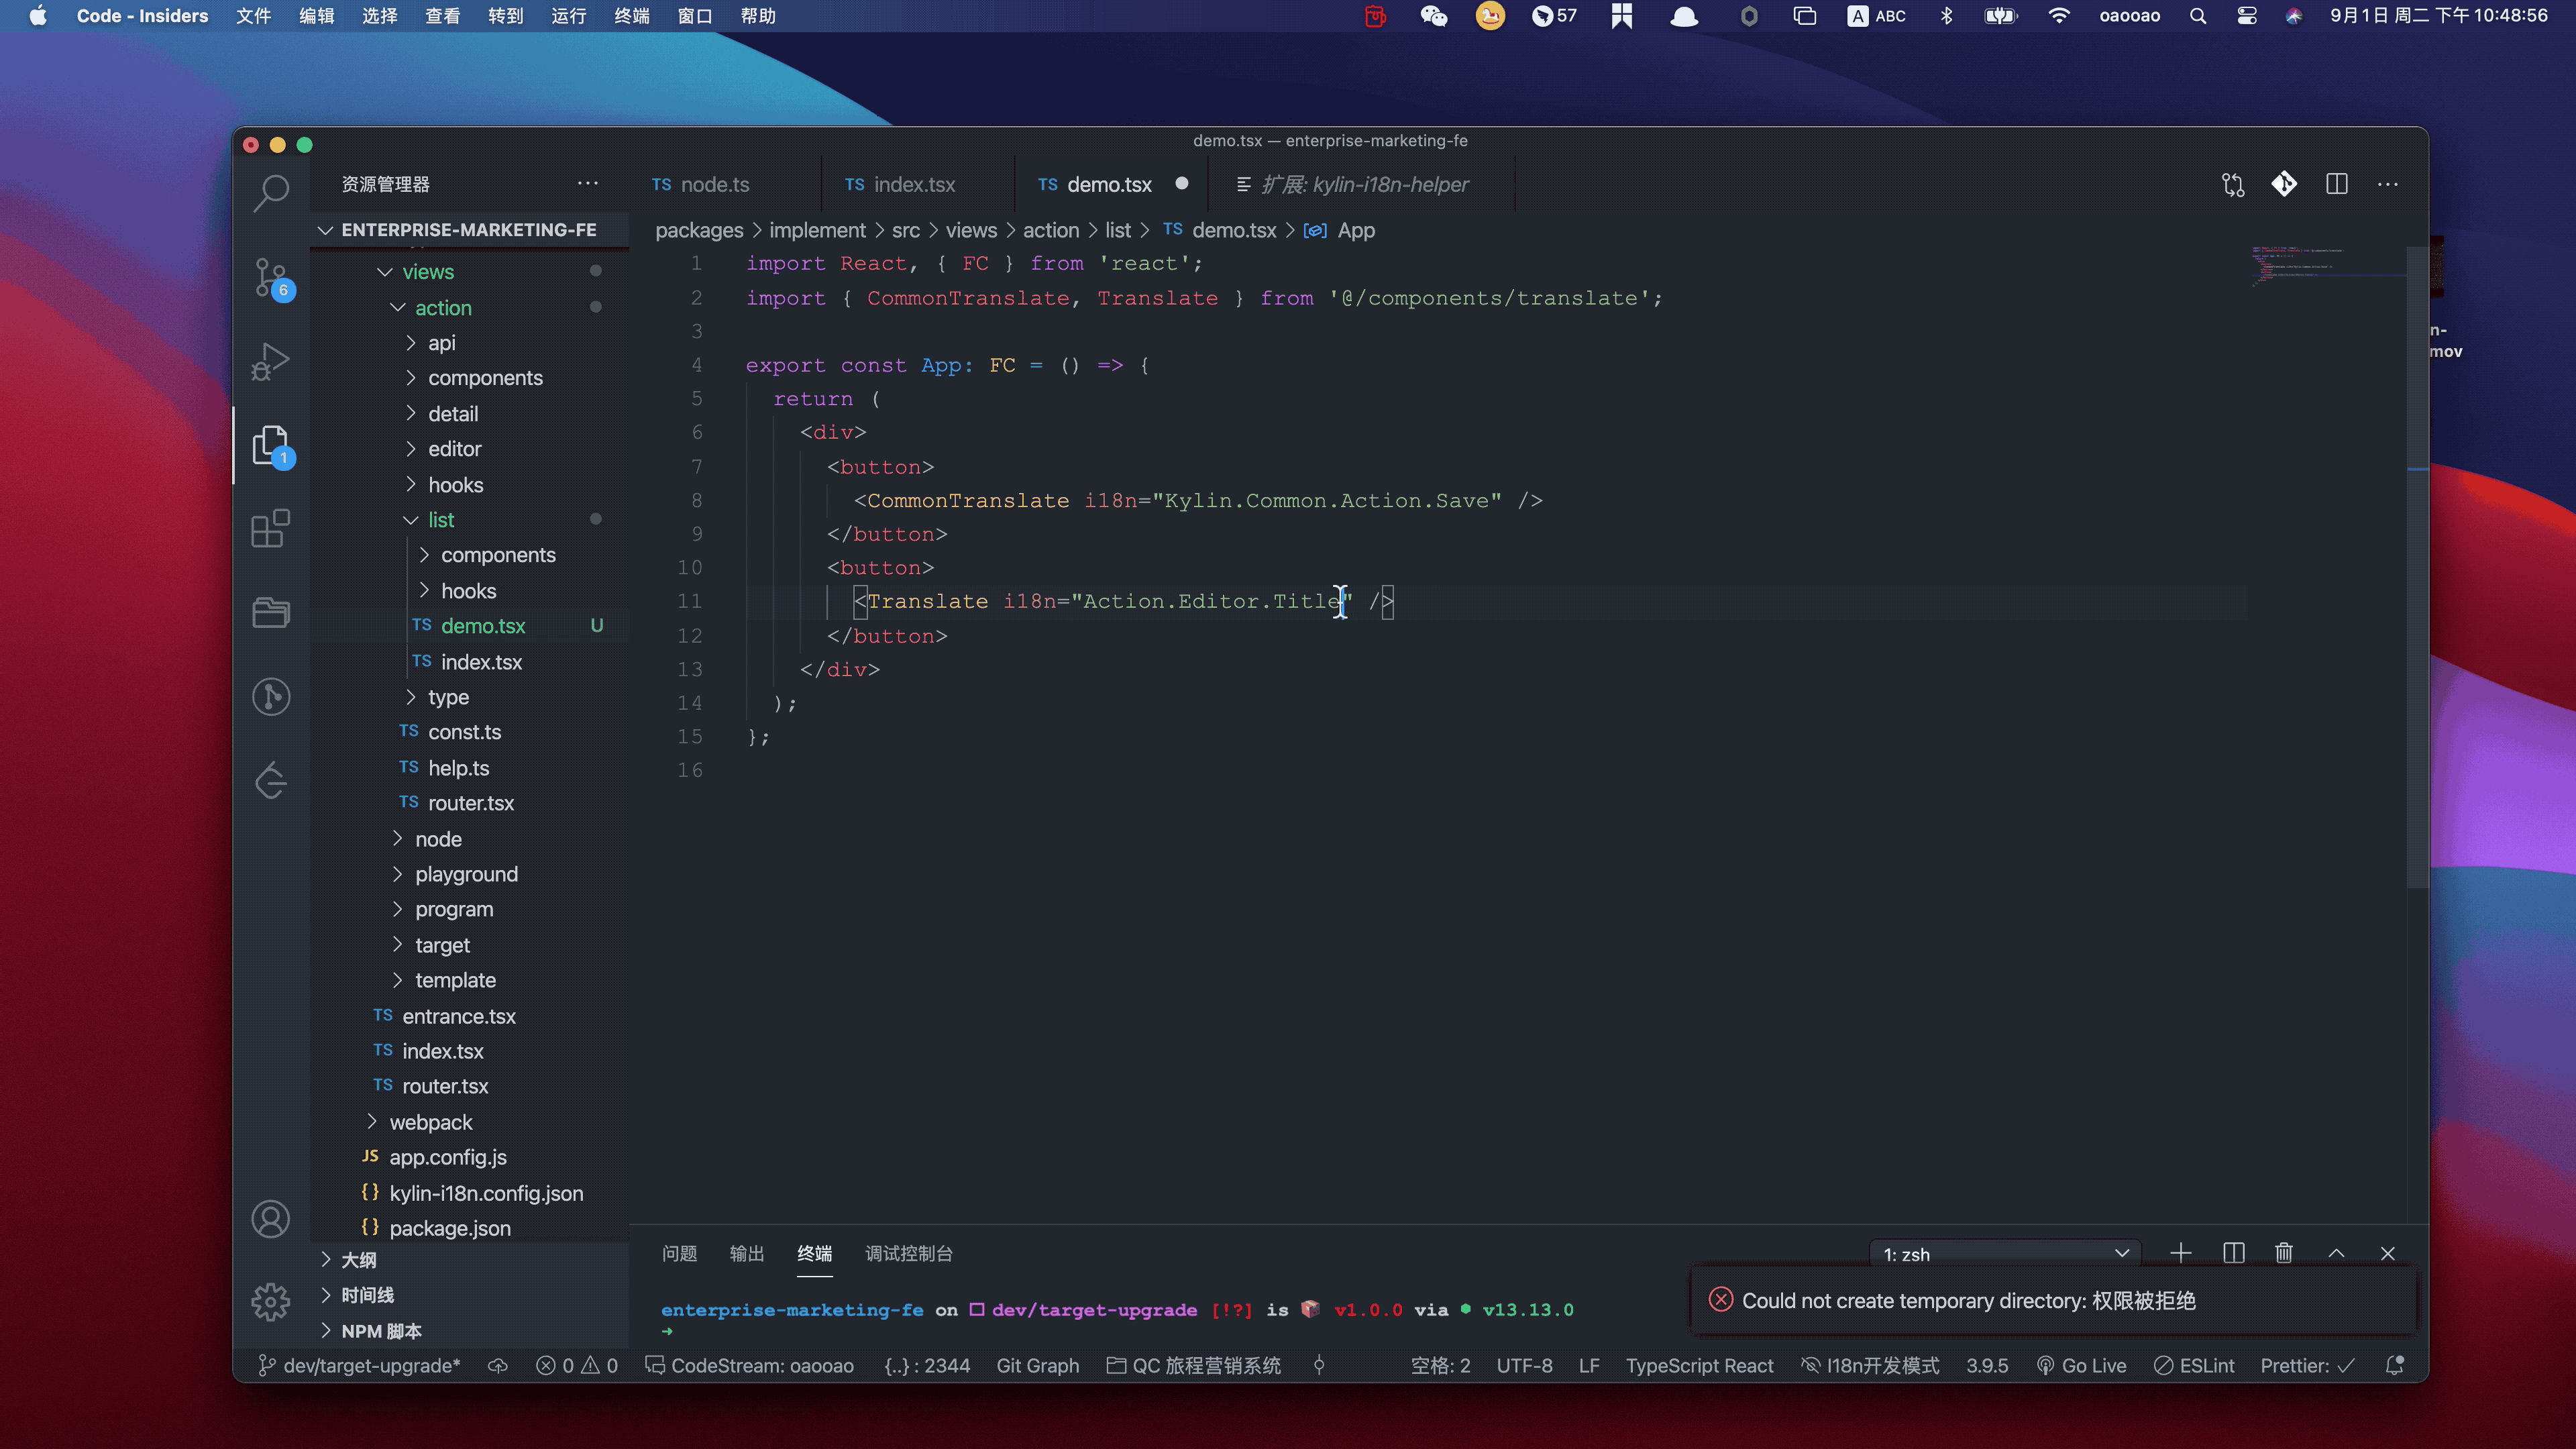 Code - Insiders 文件 编辑 选择 查看 转到 运行 终端 窗口 帮助 57 A ABC oaooao 9月1日 周二 下午 10:48:56
demo.tsx — enterprise-marketing-fe
资源管理器 ···
TS node.ts TS index.tsx TS demo.tsx 扩展: kylin-i18n-helper
ENTERPRISE-MARKETING-FE
packages > implement > src > views > action > list > TS demo.tsx > App
6
1
views
action
api
components
detail
editor
hooks
list
components
hooks
TS demo.tsx U
TS index.tsx
type
TS const.ts
TS help.ts
TS router.tsx
node
playground
program
target
template
TS entrance.tsx
TS index.tsx
TS router.tsx
webpack
JS app.config.js
{} kylin-i18n.config.json
{} package.json
大纲
时间线
NPM 脚本
1 import React, { FC } from 'react';
2 import { CommonTranslate, Translate } from '@/components/translate';
3
4 export const App: FC = () => {
5 return (
6 <div>
7 <button>
8 <CommonTranslate i18n="Kylin.Common.Action.Save" />
9 </button>
10 <button>
11 <Translate i18n="Action.Editor.Title" />
12 </button>
13 </div>
14 );
15 };
16
n-
mov
问题 输出 终端 调试控制台 1: zsh
enterprise-marketing-fe on dev/target-upgrade [!?] is v1.0.0 via v13.13.0
➜
Could not create temporary directory: 权限被拒绝
dev/target-upgrade* 0 0 CodeStream: oaooao {..} : 2344 Git Graph QC 旅程营销系统 空格: 2 UTF-8 LF TypeScript React I18n开发模式 3.9.5 Go Live ESLint Prettier: ✓